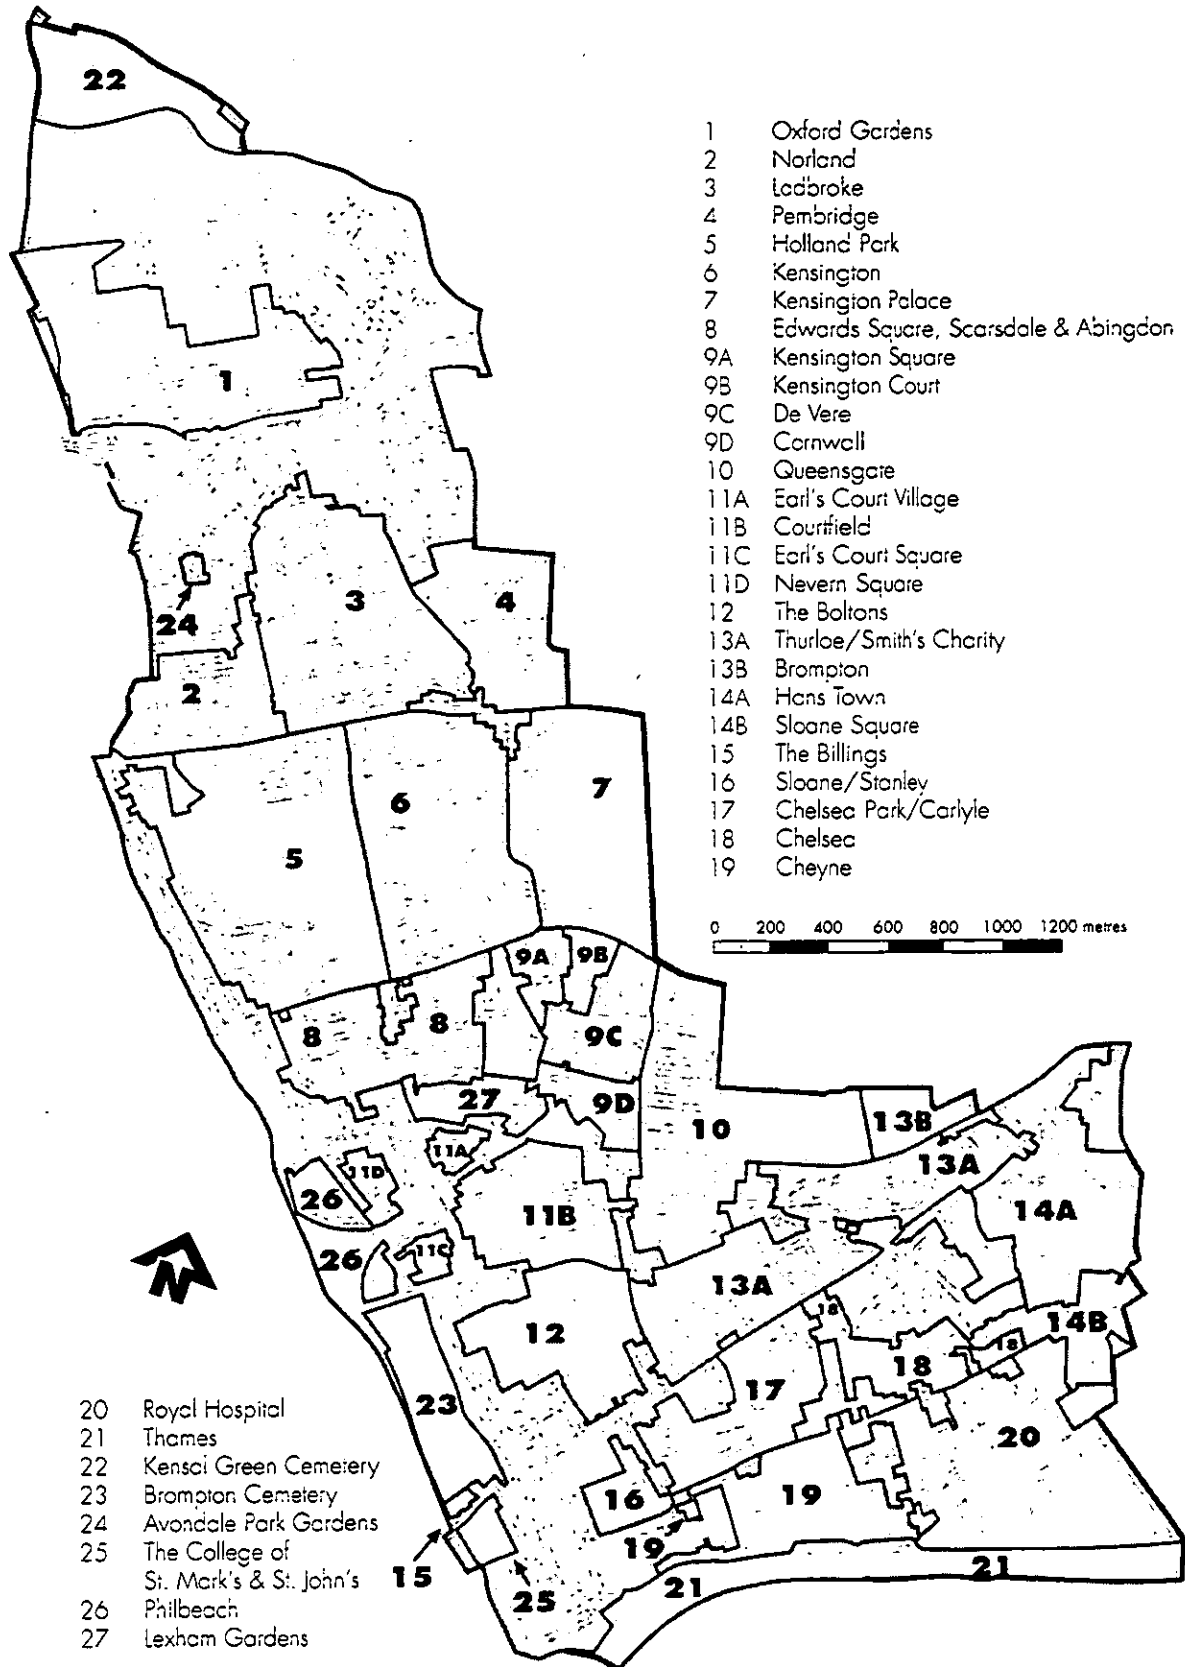 22
1 Oxford Gardens
2 Norland
3 Ladbroke
4 Pembridge
5 Holland Park
6 Kensington
7 Kensington Palace
8 Edwards Square, Scarsdale & Abingdon
9A Kensington Square
9B Kensington Court
9C De Vere
9D Cornwall
10 Queensgate
11A Earl's Court Village
11B Courtfield
11C Earl's Court Square
11D Nevern Square
12 The Boltons
13A Thurloe/Smith's Charity
13B Brompton
14A Hans Town
14B Sloane Square
15 The Billings
16 Sloane/Stanley
17 Chelsea Park/Carlyle
18 Chelsea
19 Cheyne
0 200 400 600 800 1000 1200 metres
1
3
4
24
2
7
6
5
9A
9B
8
8
9C
27
9D
10
13B
11A
13A
11D
26
11B
14A
11C
26
13A
18
12
14B
18
18
17
23
20
16
19
19
15
25
21
21
20 Royal Hospital
21 Thames
22 Kensal Green Cemetery
23 Brompton Cemetery
24 Avondale Park Gardens
25 The College of
St. Mark's & St. John's
26 Philbeach
27 Lexham Gardens
N